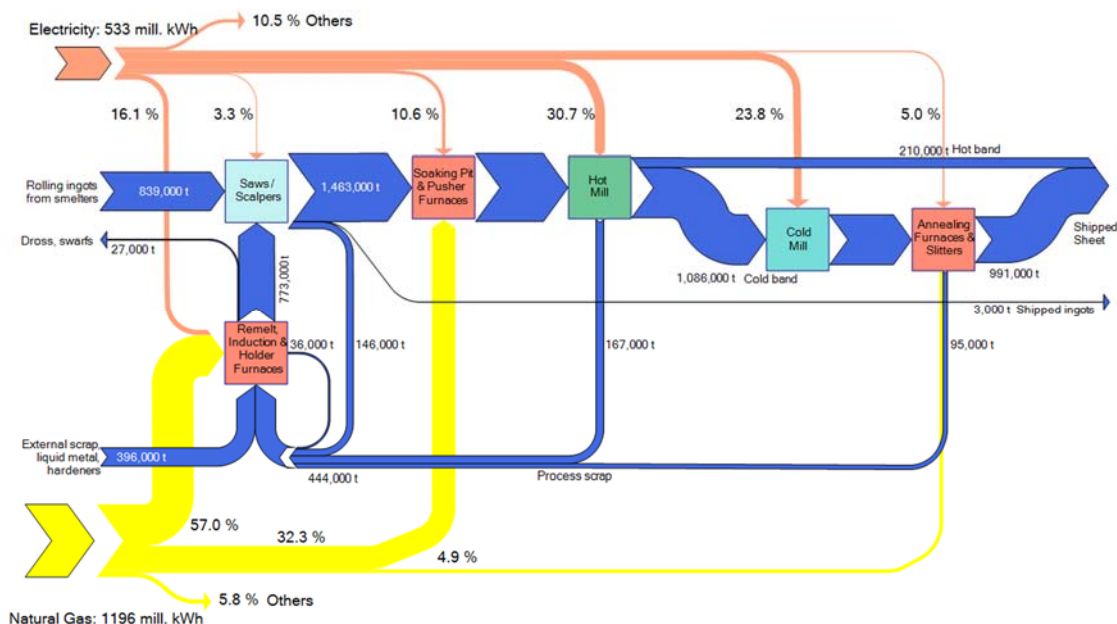 Electricity: 533 mill. kWh
10.5 % Others
16.1 %
3.3 %
10.6 %
30.7 %
23.8 %
5.0 %
210,000 t Hot band
Rolling ingots
from smelters
839,000 t
Saws /
Scalpers
1,463,000 t
Soaking Pit
& Pusher
Furnaces
Hot
Mill
Cold
Mill
Annealing
Furnaces &
Slitters
Shipped
Sheet
Dross, swarfs
27,000 t
773,000t
1,086,000 t
Cold band
991,000 t
3,000 t Shipped ingots
Remelt,
Induction &
Holder
Furnaces
36,000 t
146,000 t
167,000 t
95,000 t
External scrap,
liquid metal,
hardeners
396,000 t
444,000 t
Process scrap
57.0 %
32.3 %
4.9 %
5.8 % Others
Natural Gas: 1196 mill. kWh